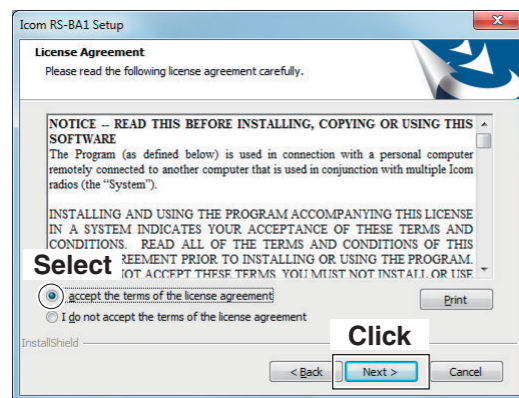 Icom RS-BA1 Setup
License Agreement
Please read the following license agreement carefully.
NOTICE -- READ THIS BEFORE INSTALLING, COPYING OR USING THIS
SOFTWARE
The Program (as defined below) is used in connection with a personal computer
remotely connected to another computer that is used in conjunction with multiple Icom
radios (the “System”).
INSTALLING AND USING THE PROGRAM ACCOMPANYING THIS LICENSE
IN A SYSTEM INDICATES YOUR ACCEPTANCE OF THESE TERMS AND
CONDITIONS. READ ALL OF THE TERMS AND CONDITIONS OF THIS
REEMENT PRIOR TO INSTALLING OR USING THE PROGRAM.
Select
OT ACCEPT THESE TERMS, YOU MUST NOT INSTALL OR USE
accept the terms of the license agreement
Print
I do not accept the terms of the license agreement
Click
InstallShield
< Back Next > Cancel